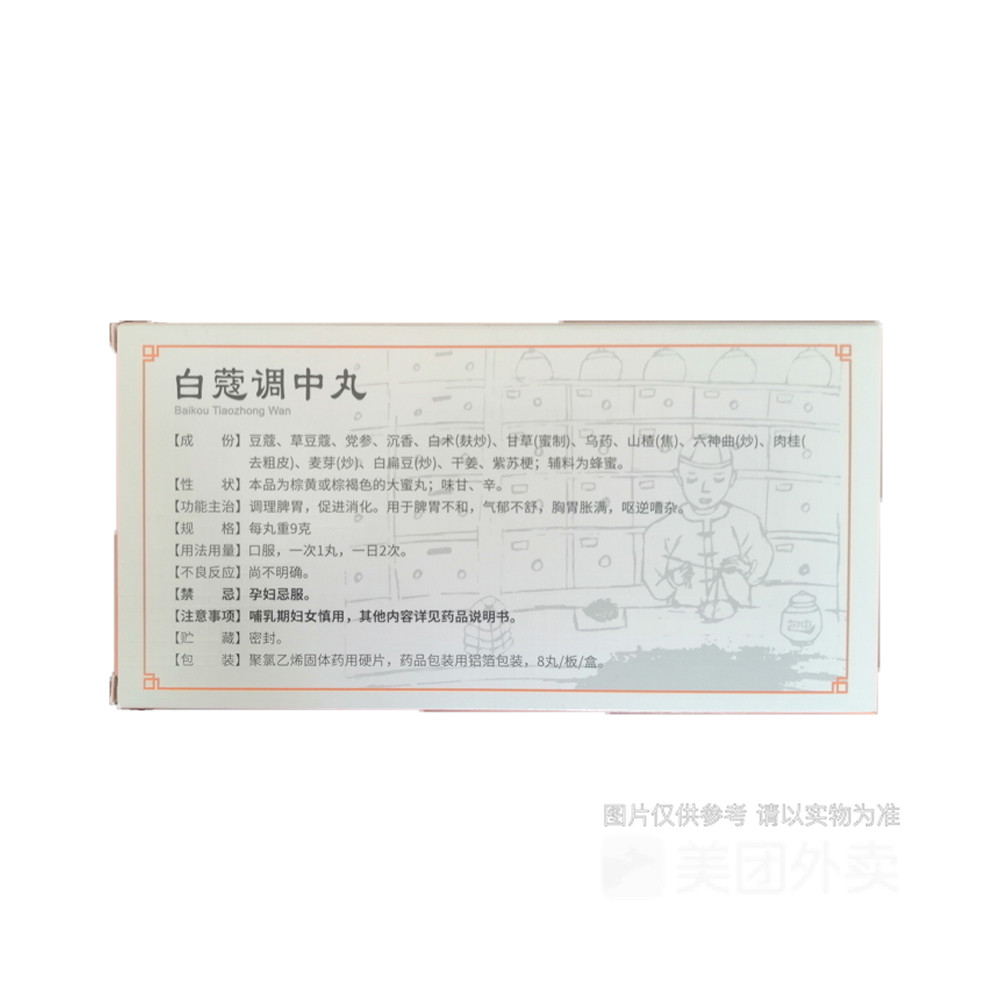 白蔻调中丸
Baikou Tiaozhong Wan
【成 份】豆蔻、草豆蔻、党参、沉香、白术(麸炒)、甘草(蜜制)、乌药、山楂(焦)、六神曲(炒)、肉桂(
去粗皮)、麦芽(炒)、白扁豆(炒)、干姜、紫苏梗；辅料为蜂蜜。
【性 状】本品为棕黄或棕褐色的大蜜丸；味甘、辛。
【功能主治】调理脾胃，促进消化。用于脾胃不和，气郁不舒，胸胃胀满，呕逆嘈杂。
【规 格】每丸重9克
【用法用量】口服，一次1丸，一日2次。
【不良反应】尚不明确。
【禁 忌】孕妇忌服。
【注意事项】哺乳期妇女慎用，其他内容详见药品说明书。
【贮 藏】密封。
【包 装】聚氯乙烯固体药用硬片，药品包装用铝箔包装，8丸/板/盒。
图片仅供参考 请以实物为准
美团外卖